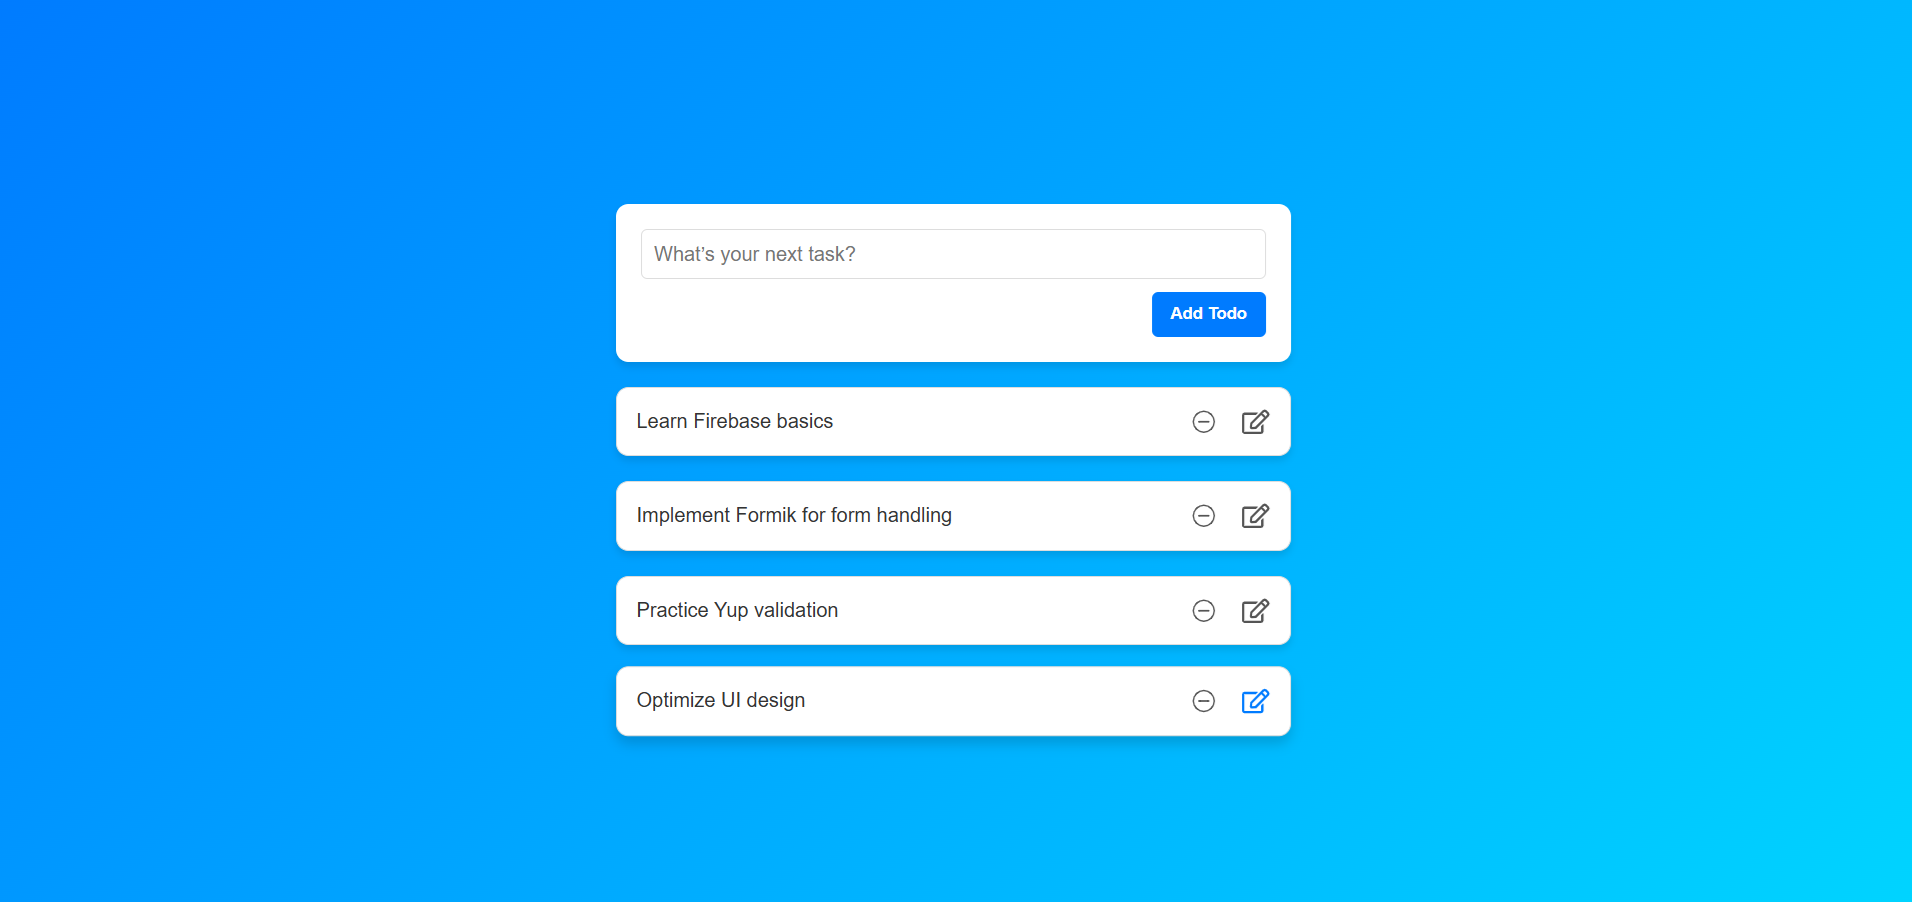 What’s your next task?
Add Todo
Learn Firebase basics
Implement Formik for form handling
Practice Yup validation
Optimize UI design